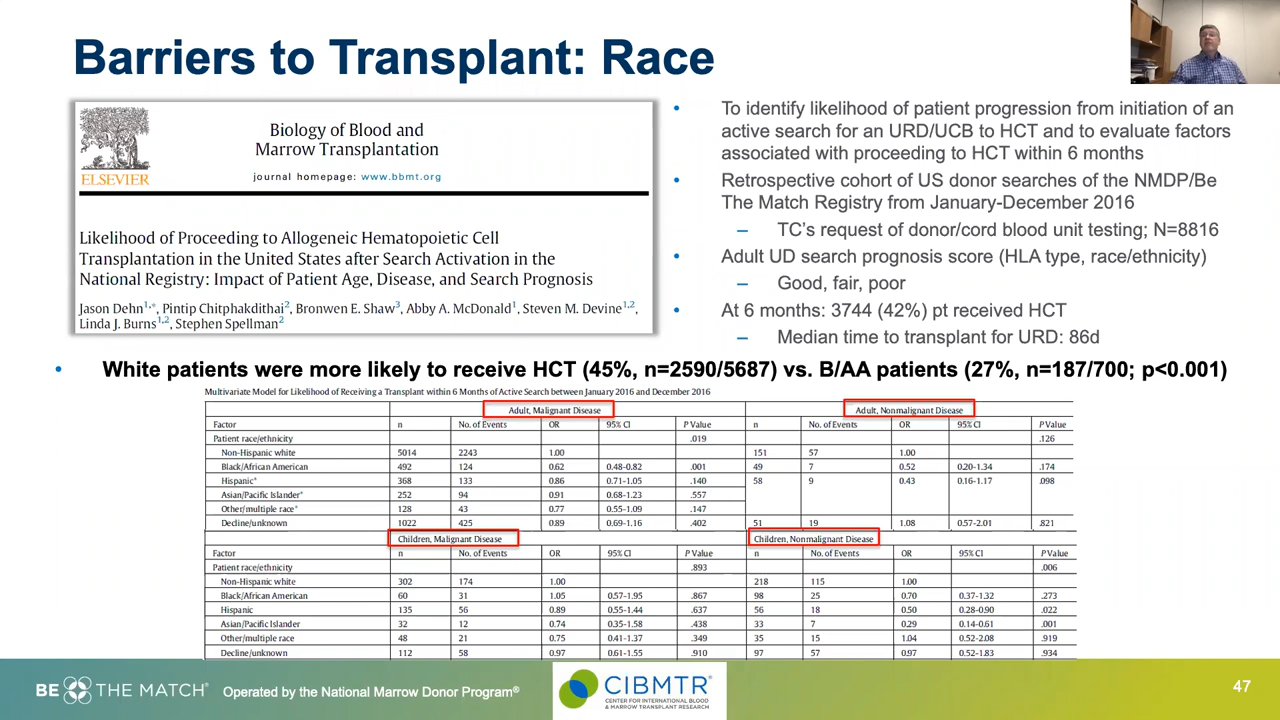 Barriers to Transplant: Race
ELSEVIER
Biology of Blood and
Marrow Transplantation
journal homepage: www.bbmt.org
Likelihood of Proceeding to Allogeneic Hematopoietic Cell
Transplantation in the United States after Search Activation in the
National Registry: Impact of Patient Age, Disease, and Search Prognosis
Jason Dehn1,*, Pintip Chitphakdithai2, Bronwen E. Shaw3, Abby A. McDonald1, Steven M. Devine1,2,
Linda J. Burns1,2, Stephen Spellman2
• To identify likelihood of patient progression from initiation of an
active search for an URD/UCB to HCT and to evaluate factors
associated with proceeding to HCT within 6 months
• Retrospective cohort of US donor searches of the NMDP/Be
The Match Registry from January-December 2016
– TC's request of donor/cord blood unit testing; N=8816
• Adult UD search prognosis score (HLA type, race/ethnicity)
– Good, fair, poor
• At 6 months: 3744 (42%) pt received HCT
– Median time to transplant for URD: 86d
• White patients were more likely to receive HCT (45%, n=2590/5687) vs. B/AA patients (27%, n=187/700; p<0.001)
Multivariate Model for Likelihood of Receiving a Transplant within 6 Months of Active Search between January 2016 and December 2016
Adult, Malignant Disease Adult, Nonmalignant Disease
Factor n No. of Events OR 95% CI P Value n No. of Events OR 95% CI P Value
Patient race/ethnicity .019 .126
Non-Hispanic white 5014 2243 1.00 151 57 1.00
Black/African American 492 124 0.62 0.48-0.82 .001 49 7 0.52 0.20-1.34 .174
Hispanic* 368 133 0.86 0.71-1.05 .140 58 9 0.43 0.16-1.17 .098
Asian/Pacific Islander* 252 94 0.91 0.68-1.23 .557
Other/multiple race* 128 43 0.77 0.55-1.09 .147
Decline/unknown 1022 425 0.89 0.69-1.16 .402 51 19 1.08 0.57-2.01 .821
Children, Malignant Disease Children, Nonmalignant Disease
Factor n No. of Events OR 95% CI P Value n No. of Events OR 95% CI P Value
Patient race/ethnicity .893 .006
Non-Hispanic white 302 174 1.00 218 115 1.00
Black/African American 60 31 1.05 0.57-1.95 .867 98 25 0.70 0.37-1.32 .273
Hispanic 135 56 0.89 0.55-1.44 .637 56 18 0.50 0.28-0.90 .022
Asian/Pacific Islander 32 12 0.74 0.35-1.58 .438 33 7 0.29 0.14-0.61 .001
Other/multiple race 48 21 0.75 0.41-1.37 .349 35 15 1.04 0.52-2.08 .919
Decline/unknown 112 58 0.97 0.61-1.55 .910 97 57 0.97 0.52-1.83 .934
BE THE MATCH® Operated by the National Marrow Donor Program®
CIBMTR®
CENTER FOR INTERNATIONAL BLOOD
& MARROW TRANSPLANT RESEARCH
47